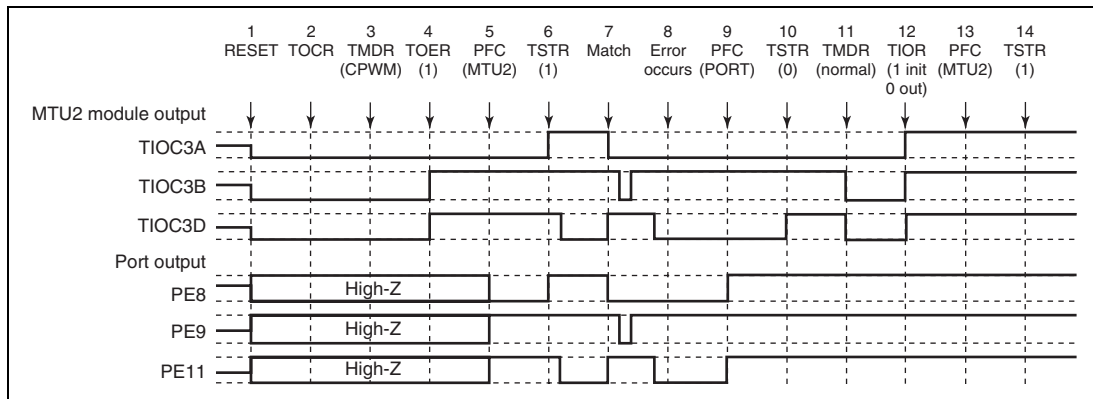 1 2 3 4 5 6 7 8 9 10 11 12 13 14
RESET TOCR TMDR TOER PFC TSTR Match Error PFC TSTR TMDR TIOR PFC TSTR
(CPWM) (1) (MTU2) (1) occurs (PORT) (0) (normal) (1 init (MTU2) (1)
0 out)
MTU2 module output
TIOC3A
TIOC3B
TIOC3D
Port output
PE8 High-Z
PE9 High-Z
PE11 High-Z